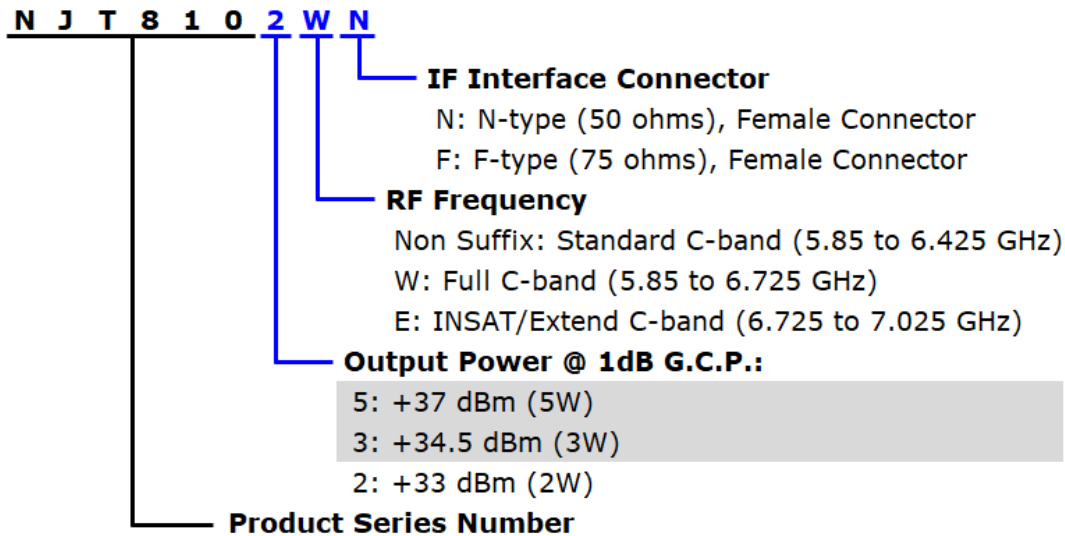 N J T 8 1 0 2 W N
IF Interface Connector
N: N-type (50 ohms), Female Connector
F: F-type (75 ohms), Female Connector
RF Frequency
Non Suffix: Standard C-band (5.85 to 6.425 GHz)
W: Full C-band (5.85 to 6.725 GHz)
E: INSAT/Extend C-band (6.725 to 7.025 GHz)
Output Power @ 1dB G.C.P.:
5: +37 dBm (5W)
3: +34.5 dBm (3W)
2: +33 dBm (2W)
Product Series Number